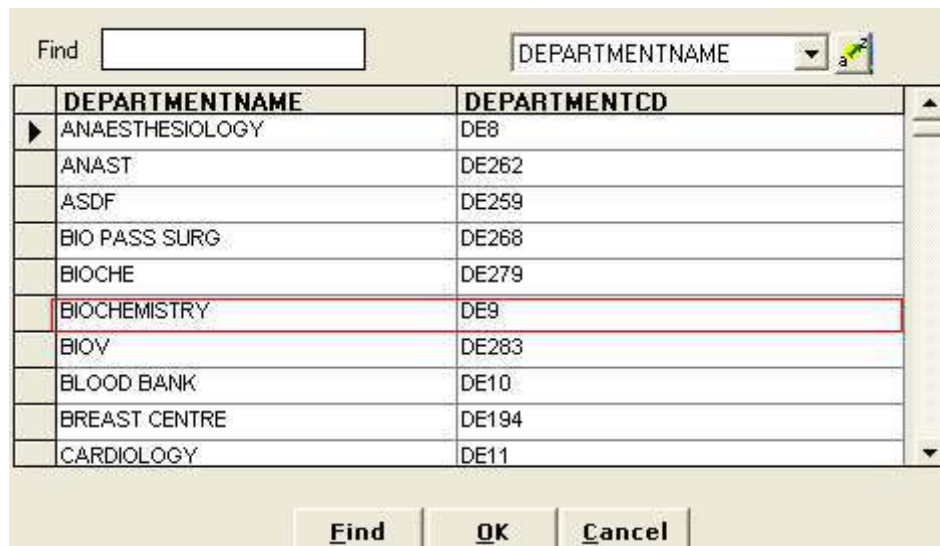 Find DEPARTMENTNAME a z
DEPARTMENTNAME DEPARTMENTCD
ANAESTHESIOLOGY DE8
ANAST DE262
ASDF DE259
BIO PASS SURG DE268
BIOCHE DE279
BIOCHEMISTRY DE9
BIOV DE283
BLOOD BANK DE10
BREAST CENTRE DE194
CARDIOLOGY DE11
Find OK Cancel